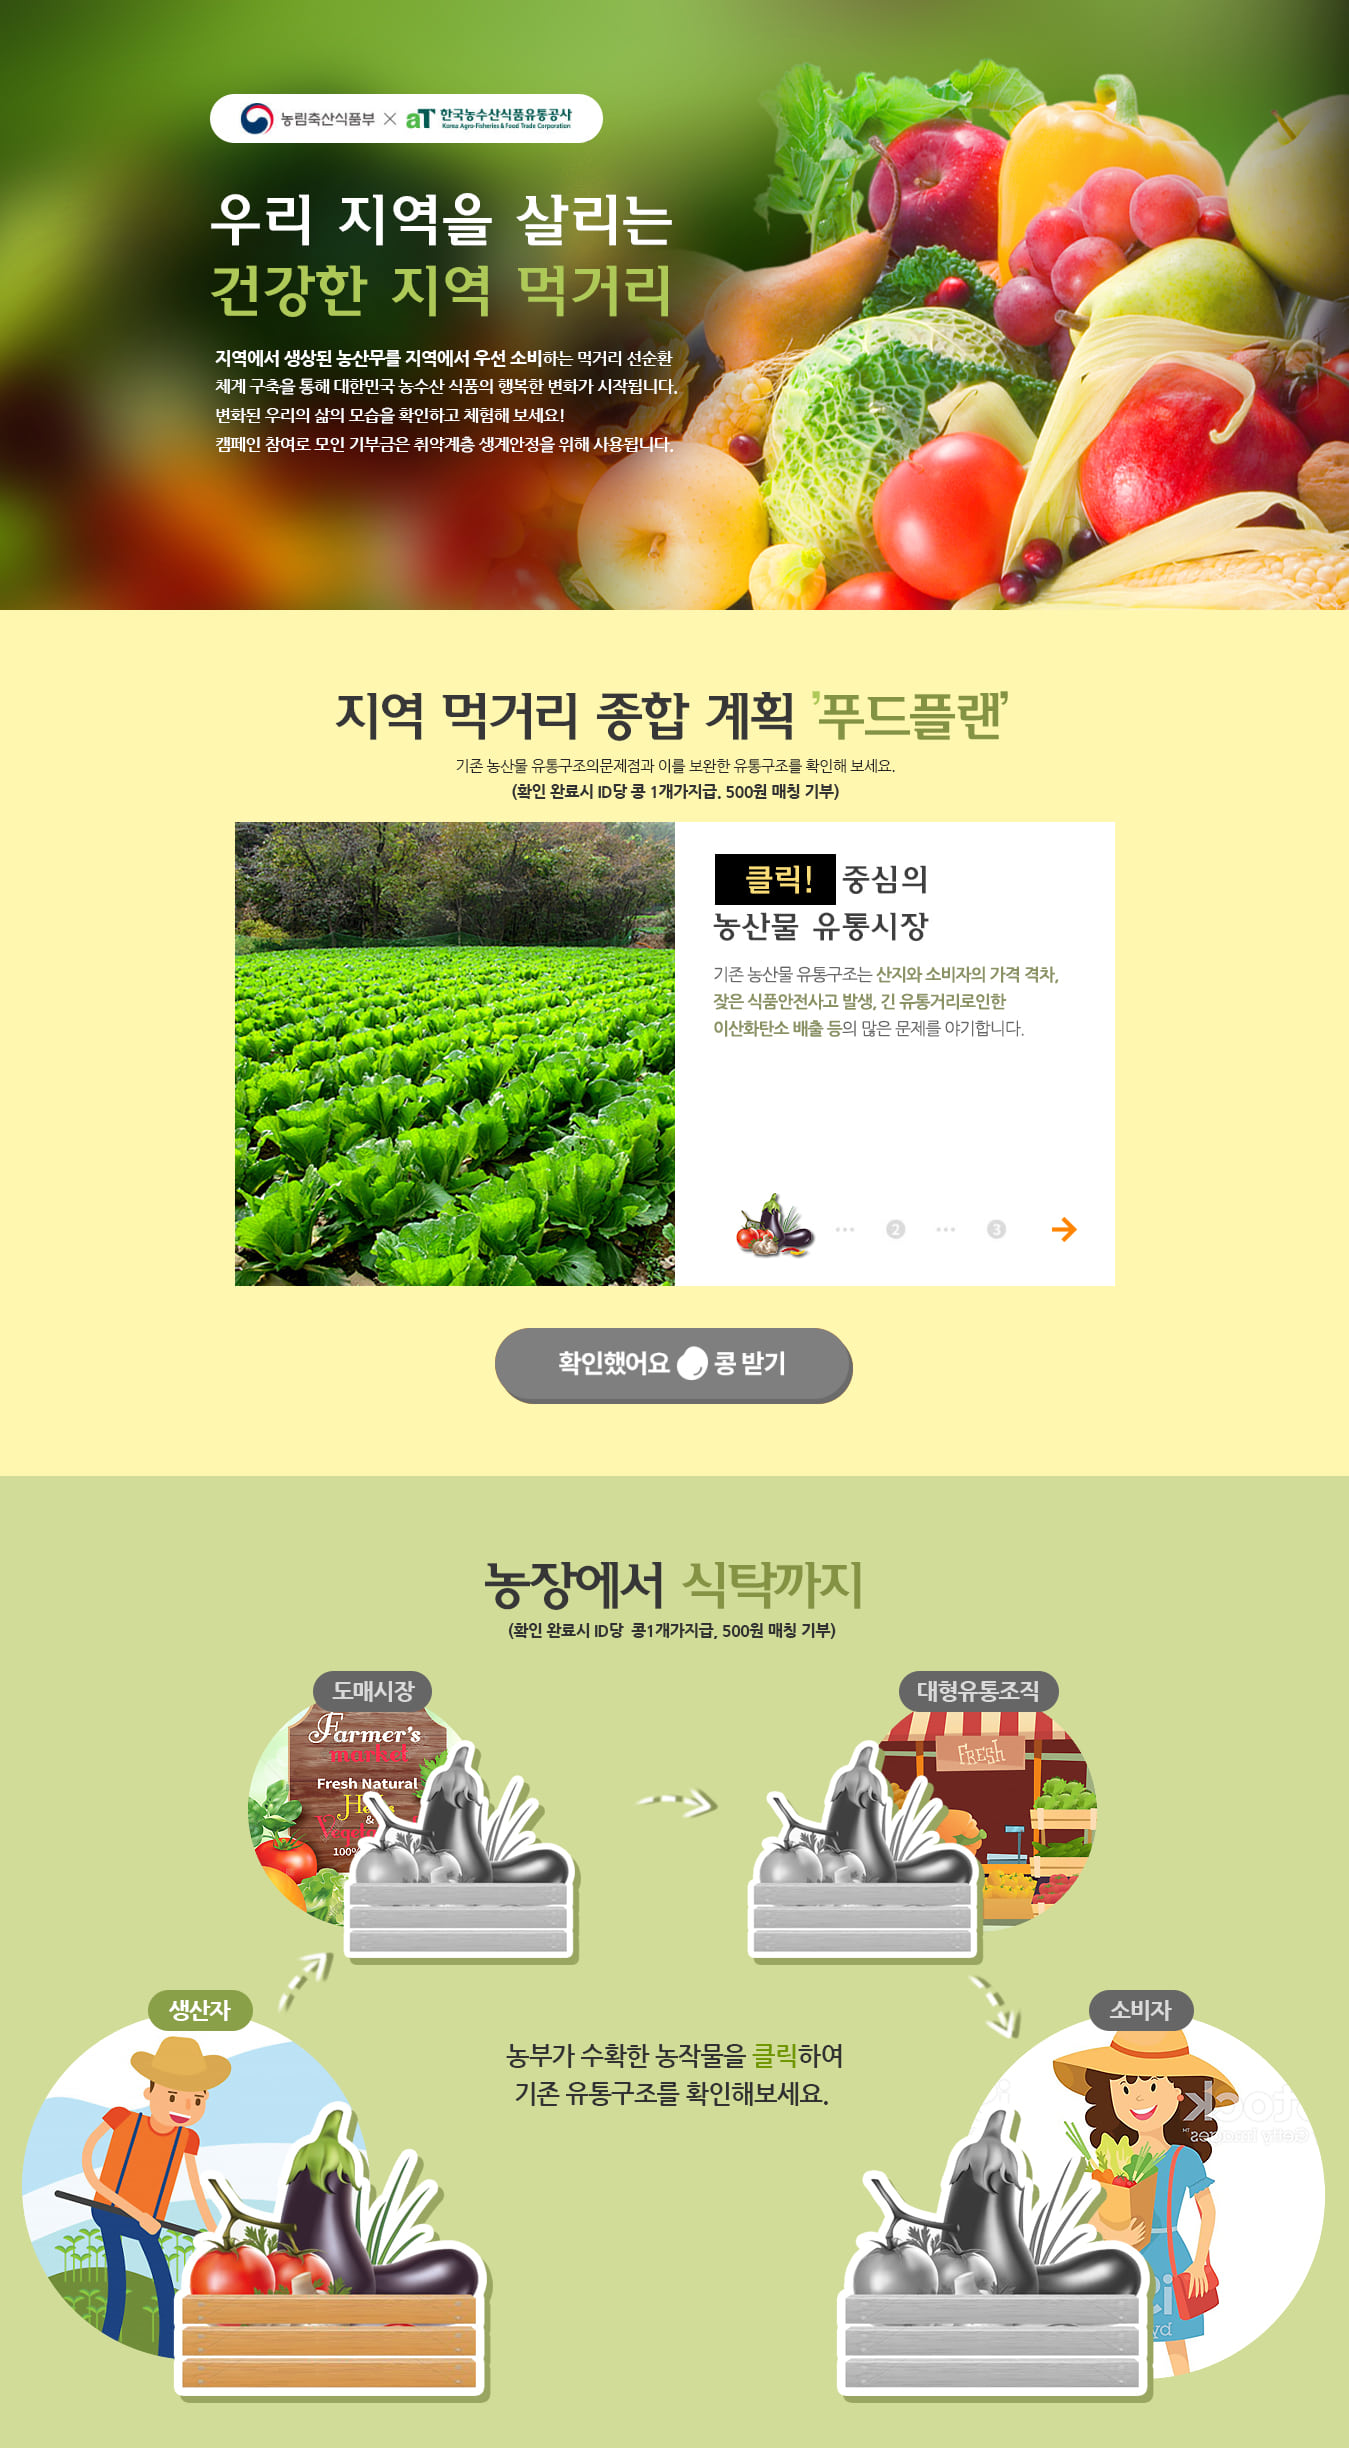 농림축산식품부 × aT 한국농수산식품유통공사
Korea Agro-Fisheries & Food Trade Corporation
우리 지역을 살리는
건강한 지역 먹거리
지역에서 생상된 농산무를 지역에서 우선 소비하는 먹거리 선순환
체계 구축을 통해 대한민국 농수산 식품의 행복한 변화가 시작됩니다.
변화된 우리의 삶의 모습을 확인하고 체험해 보세요!
캠페인 참여로 모인 기부금은 취약계층 생계안정을 위해 사용됩니다.
지역 먹거리 종합 계획 '푸드플랜'
기존 농산물 유통구조의문제점과 이를 보완한 유통구조를 확인해 보세요.
(확인 완료시 ID당 콩 1개가지급. 500원 매칭 기부)
클릭! 중심의
농산물 유통시장
기존 농산물 유통구조는 산지와 소비자의 가격 격차,
잦은 식품안전사고 발생, 긴 유통거리로인한
이산화탄소 배출 등의 많은 문제를 야기합니다.
··· 2 ··· 3
확인했어요 콩 받기
농장에서 식탁까지
(확인 완료시 ID당 콩1개가지급, 500원 매칭 기부)
도매시장
대형유통조직
Farmer's
market
Fresh Natural
&
100%
FRESH
생산자
소비자
농부가 수확한 농작물을 클릭하여
기존 유통구조를 확인해보세요.